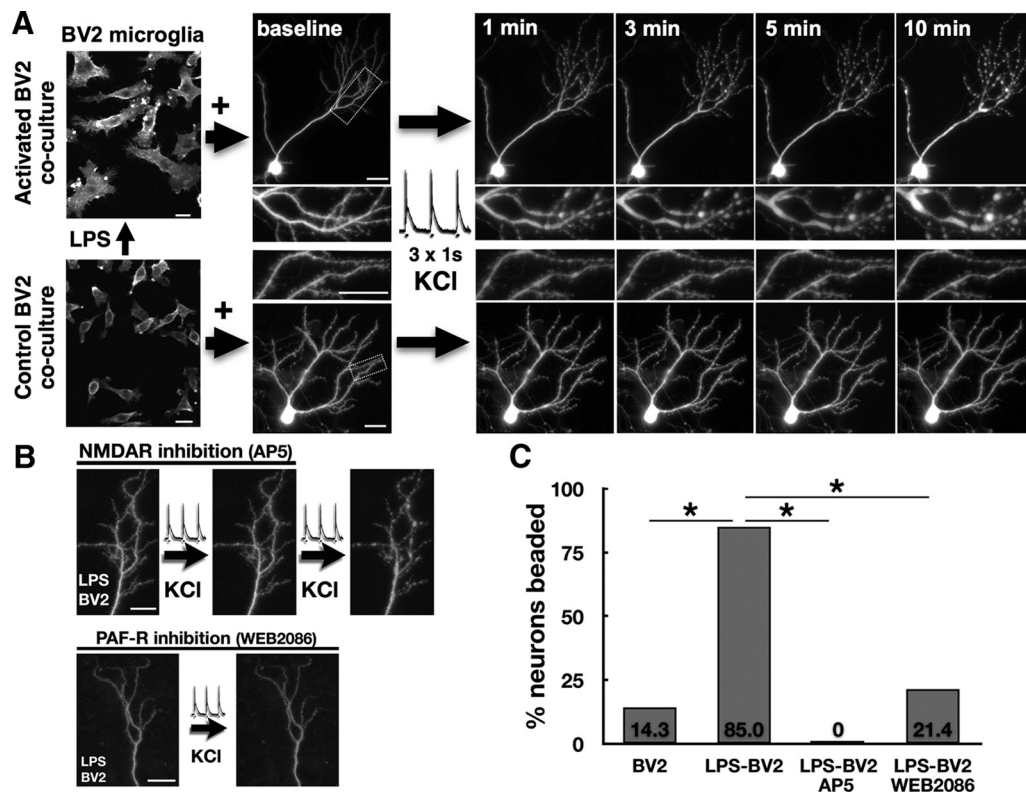 A
BV2 microglia
baseline
1 min
3 min
5 min
10 min
Activated BV2
co-culture
+
LPS
3 x 1s
KCl
Control BV2
co-culture
+
B
NMDAR inhibition (AP5)
LPS
BV2
KCl
KCl
PAF-R inhibition (WEB2086)
LPS
BV2
KCl
C
% neurons beaded
100
75
50
25
0
*
*
*
14.3
85.0
0
21.4
BV2
LPS-BV2
LPS-BV2
AP5
LPS-BV2
WEB2086